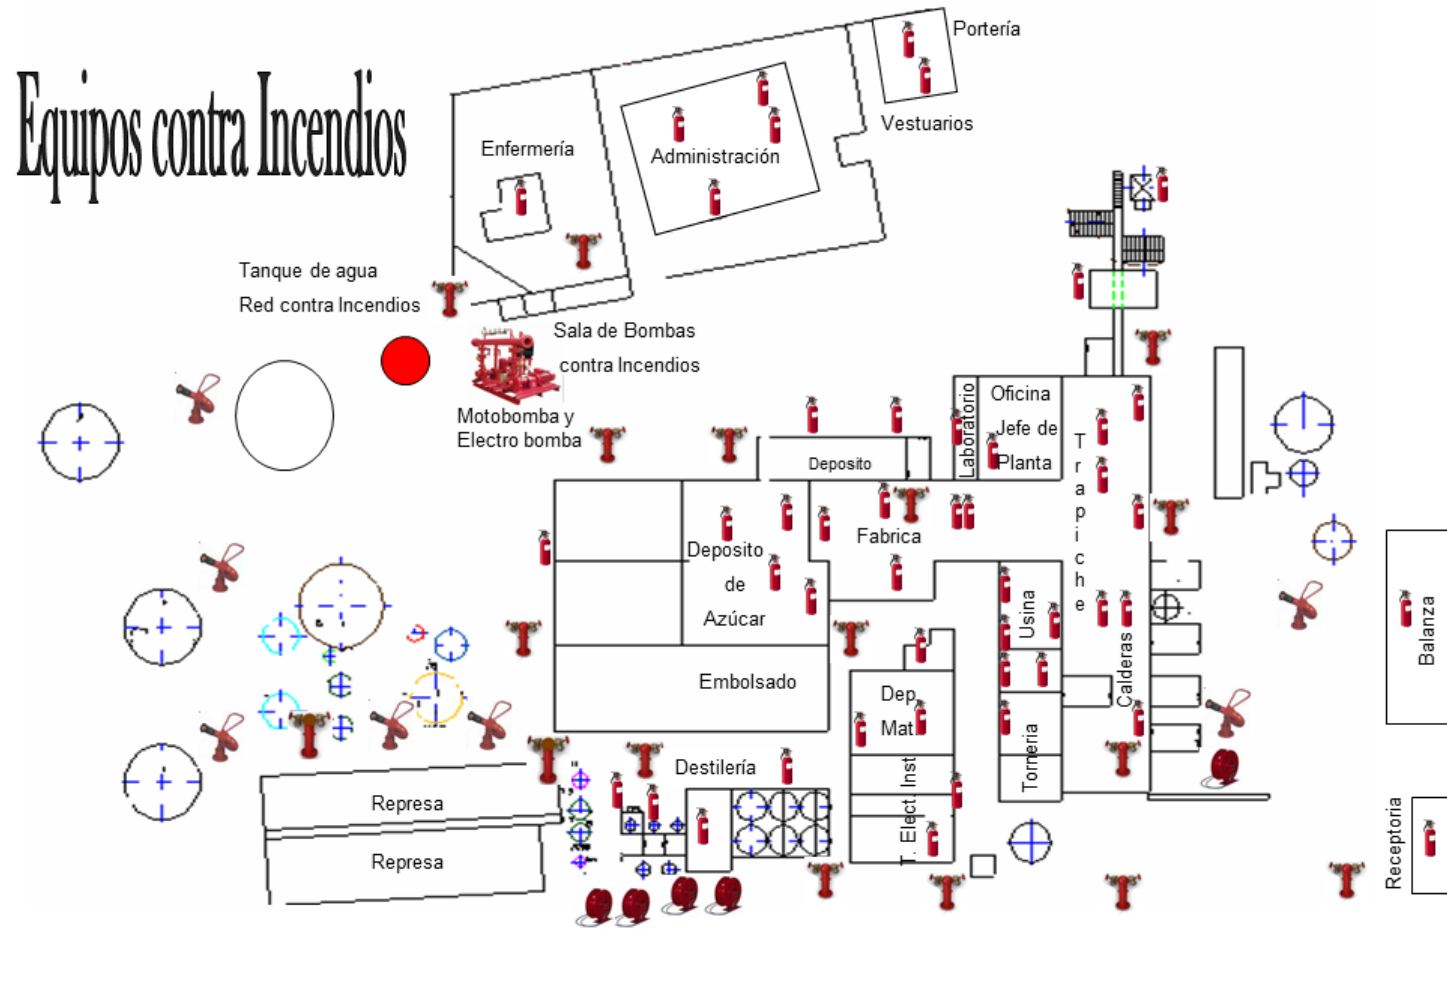 Equipos contra Incendios
Portería
Vestuarios
Enfermería
Administración
Tanque de agua
Red contra Incendios
Sala de Bombas
contra Incendios
Motobomba y
Electro bomba
Laboratorio
Oficina
Jefe de
Planta
Trapiche
Deposito
Fabrica
Deposito
de
Azúcar
Usina
Balanza
Calderas
Embolsado
Dep
Mat
Torneria
Destilería
T. Elect. Inst
Represa
Represa
Receptoria